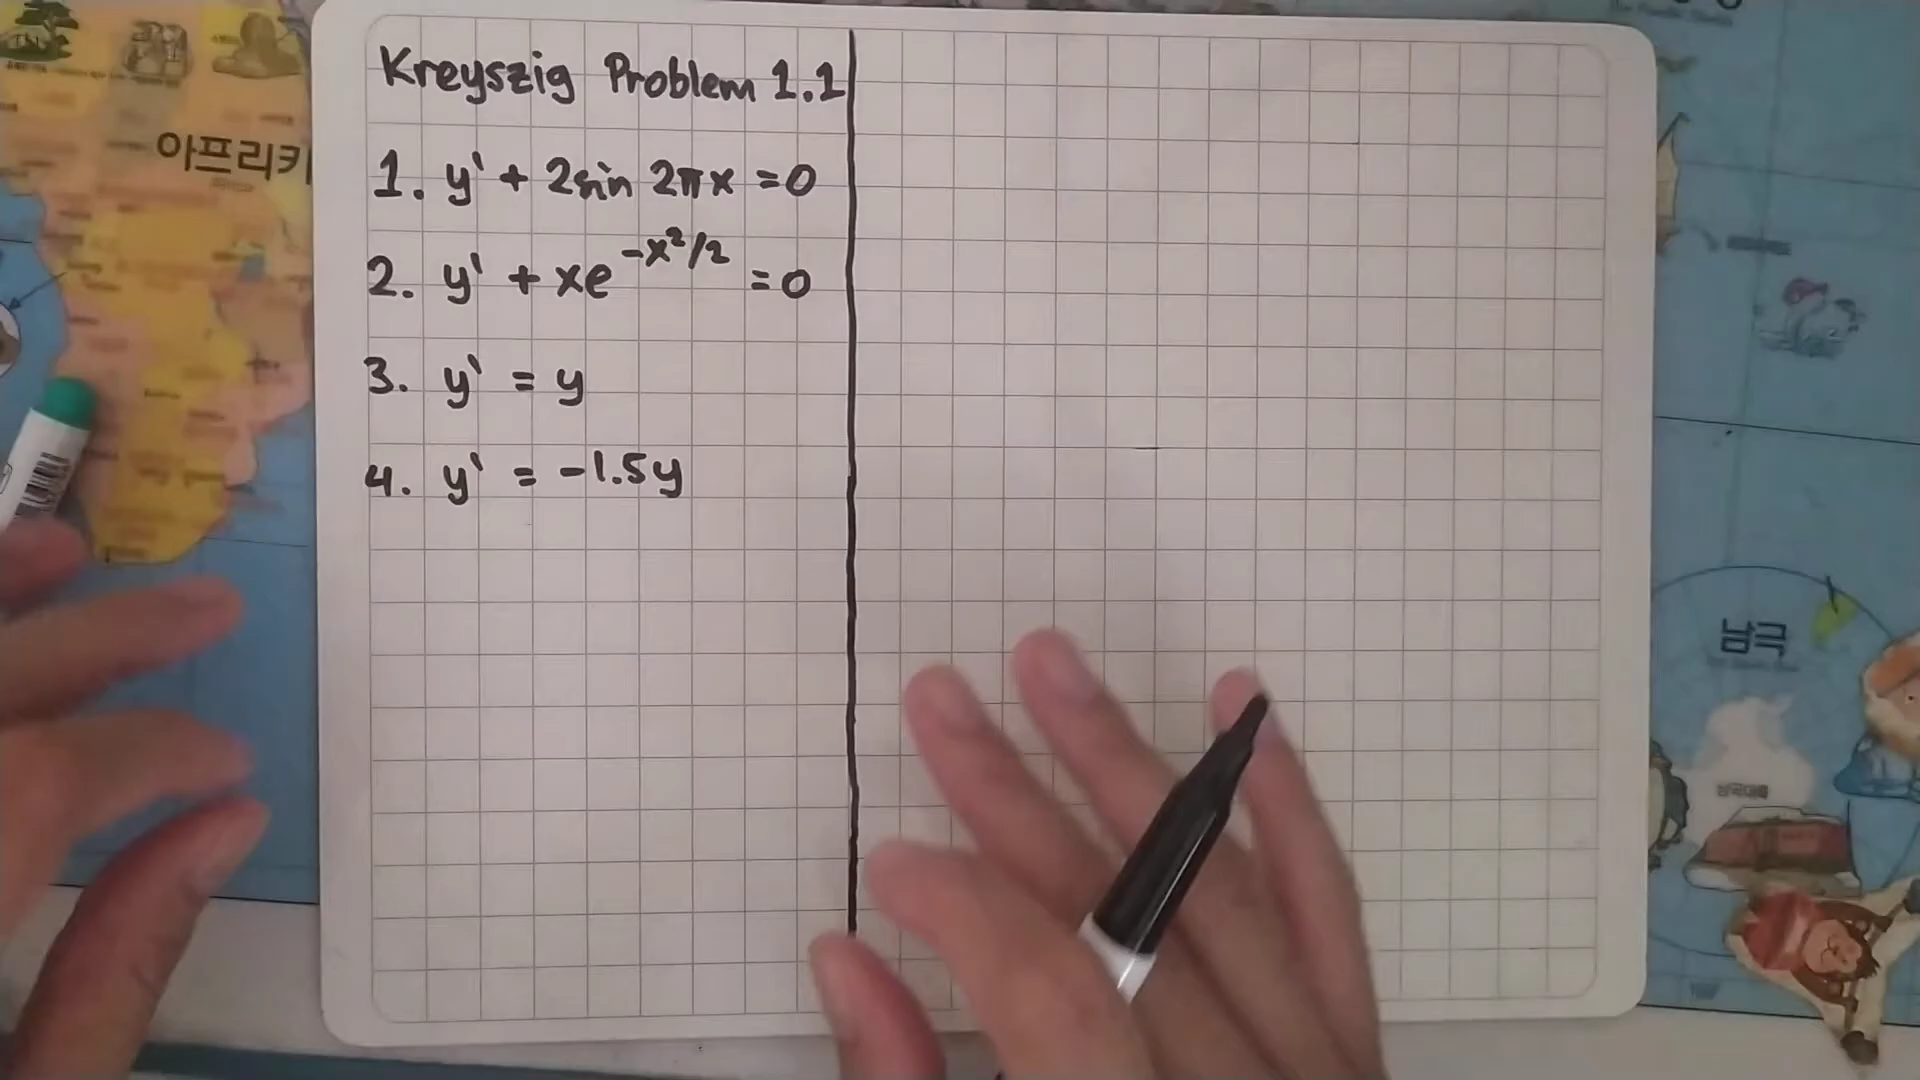 Kreyszig Problem 1.1
1. y' + 2sin 2πx = 0
2. y' + xe^{-x²/2} = 0
3. y' = y
4. y' = -1.5y
아프리카
남극